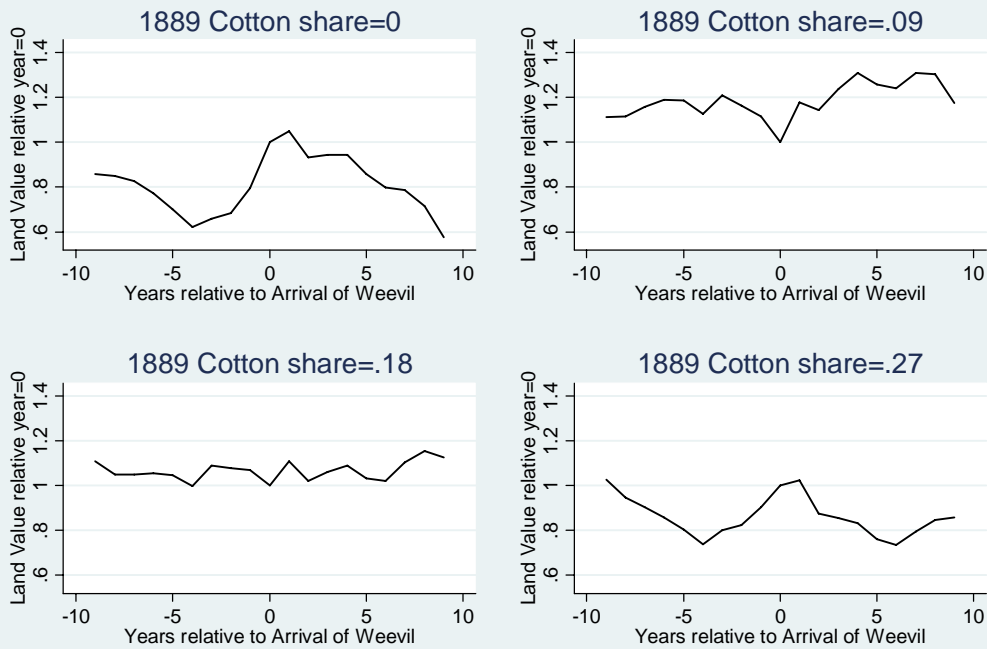 1889 Cotton share=0
Land Value relative year=0
1.4
1.2
1
.8
.6
-10 -5 0 5 10
Years relative to Arrival of Weevil
1889 Cotton share=.09
Land Value relative year=0
1.4
1.2
1
.8
.6
-10 -5 0 5 10
Years relative to Arrival of Weevil
1889 Cotton share=.18
Land Value relative year=0
1.4
1.2
1
.8
.6
-10 -5 0 5 10
Years relative to Arrival of Weevil
1889 Cotton share=.27
Land Value relative year=0
1.4
1.2
1
.8
.6
-10 -5 0 5 10
Years relative to Arrival of Weevil